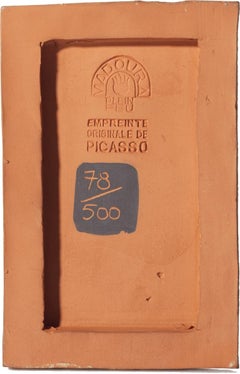 MADOURA
PLEIN
FEU
EMPREINTE
ORIGINALE DE
PICASSO
78/
500